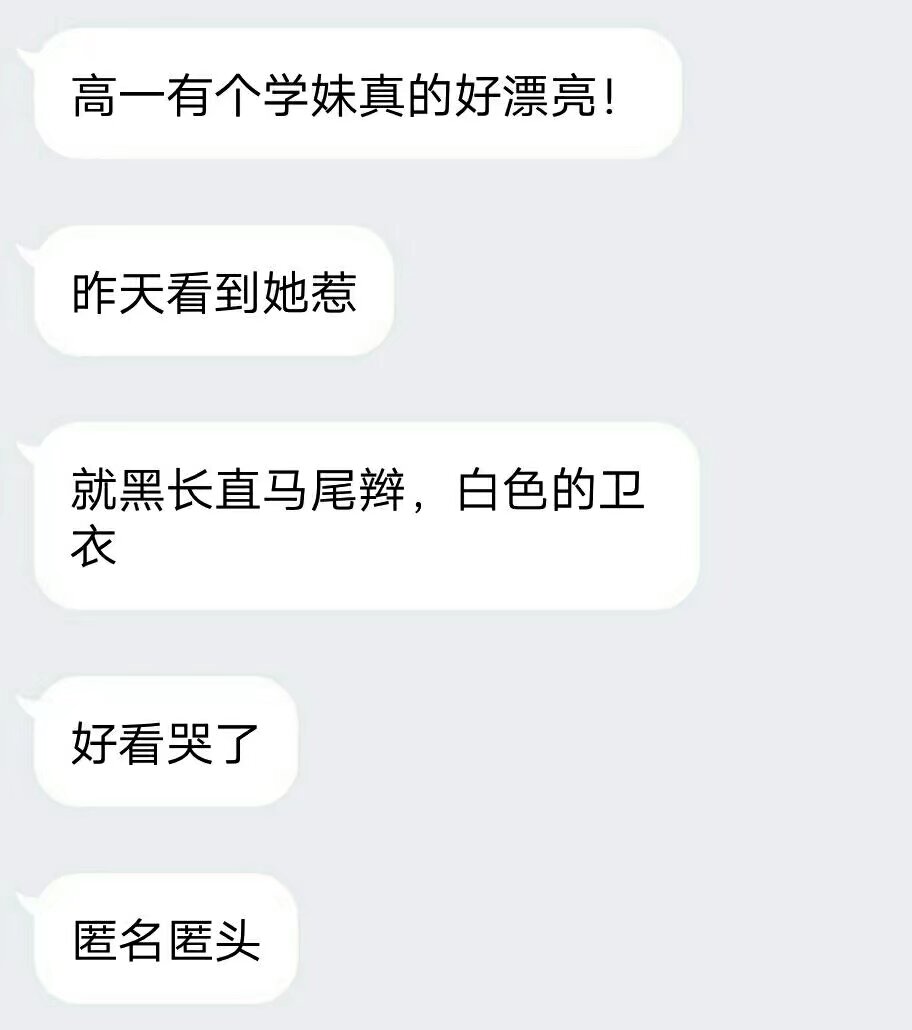 高一有个学妹真的好漂亮！
昨天看到她惹
就黑长直马尾辫，白色的卫
衣
好看哭了
匿名匿头